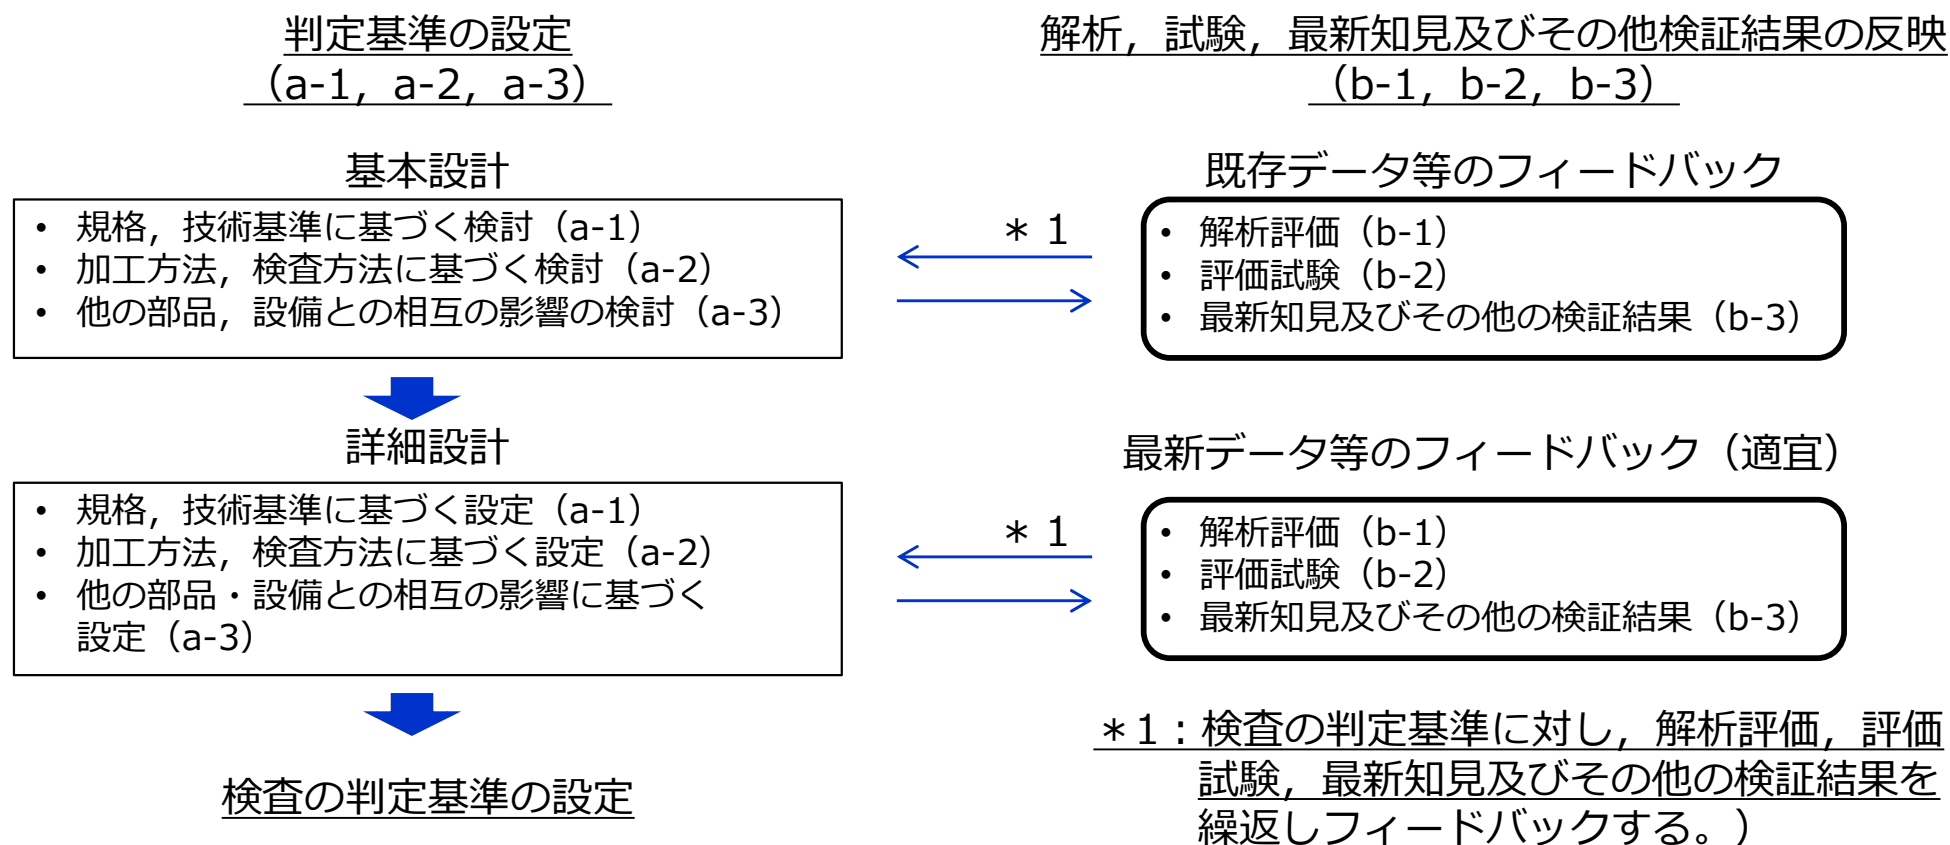 判定基準の設定
（a-1, a-2, a-3）
解析，試験，最新知見及びその他検証結果の反映
（b-1, b-2, b-3）
基本設計
• 規格，技術基準に基づく検討（a-1）
• 加工方法，検査方法に基づく検討（a-2）
• 他の部品，設備との相互の影響の検討（a-3）
＊１
既存データ等のフィードバック
• 解析評価（b-1）
• 評価試験（b-2）
• 最新知見及びその他の検証結果（b-3）
詳細設計
• 規格，技術基準に基づく設定（a-1）
• 加工方法，検査方法に基づく設定（a-2）
• 他の部品・設備との相互の影響に基づく
設定（a-3）
＊１
最新データ等のフィードバック（適宜）
• 解析評価（b-1）
• 評価試験（b-2）
• 最新知見及びその他の検証結果（b-3）
検査の判定基準の設定
＊１：検査の判定基準に対し，解析評価，評価
試験，最新知見及びその他の検証結果を
繰返しフィードバックする。）